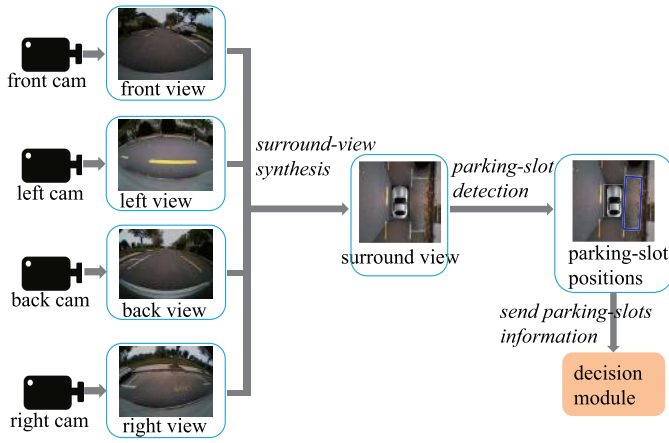 front cam
front view
left cam
left view
back cam
back view
right cam
right view
surround-view
synthesis
surround view
parking-slot
detection
parking-slot
positions
send parking-slots
information
decision
module